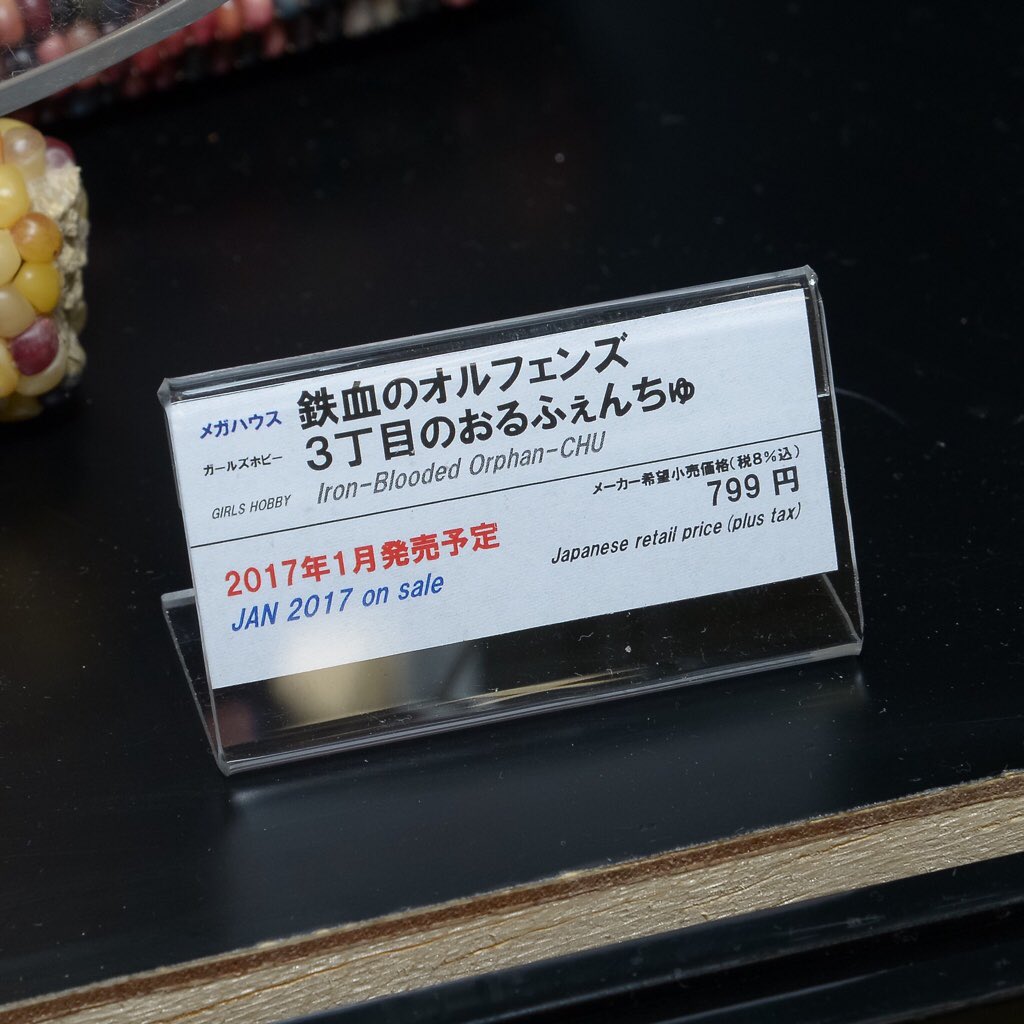 メガハウス
ガールズホビー
GIRLS HOBBY
鉄血のオルフェンズ
3丁目のおるふぇんちゅ
Iron-Blooded Orphan-CHU
2017年1月発売予定
JAN 2017 on sale
メーカー希望小売価格(税8%込)
799 円
Japanese retail price (plus tax)